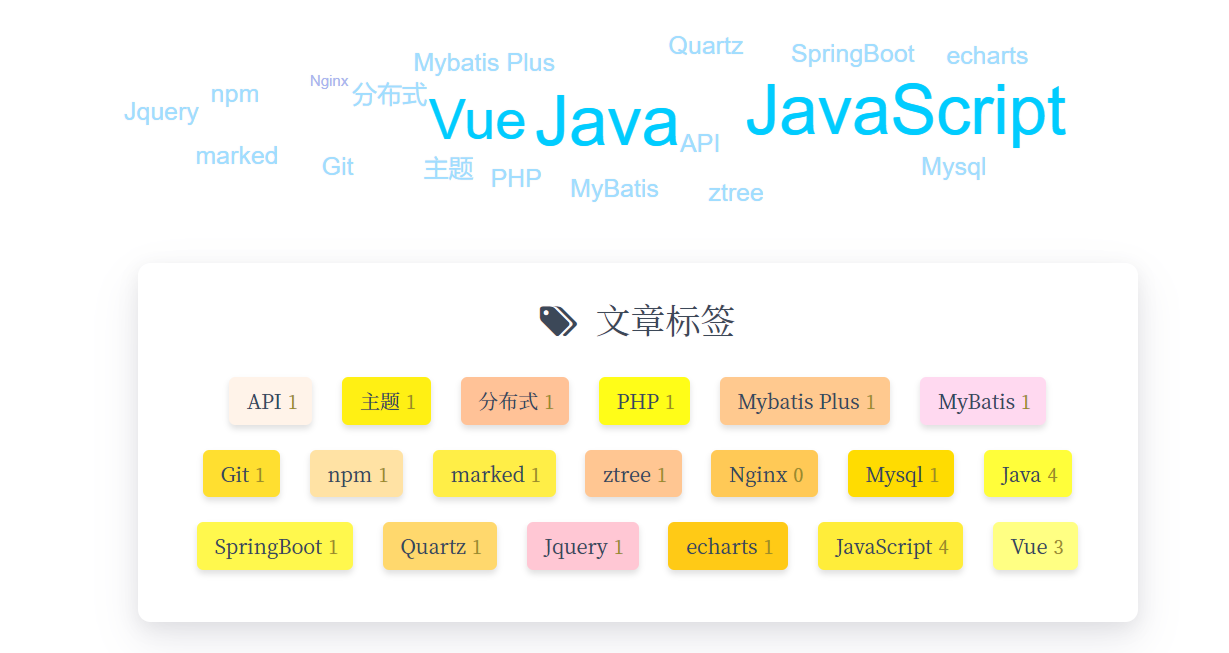 Quartz
SpringBoot
echarts
Mybatis Plus
Nginx
npm
分布式
Jquery
Vue
Java
JavaScript
API
marked
Git
主题
PHP
MyBatis
ztree
Mysql
文章标签
API 1 主题 1 分布式 1 PHP 1 Mybatis Plus 1 MyBatis 1
Git 1 npm 1 marked 1 ztree 1 Nginx 0 Mysql 1 Java 4
SpringBoot 1 Quartz 1 Jquery 1 echarts 1 JavaScript 4 Vue 3